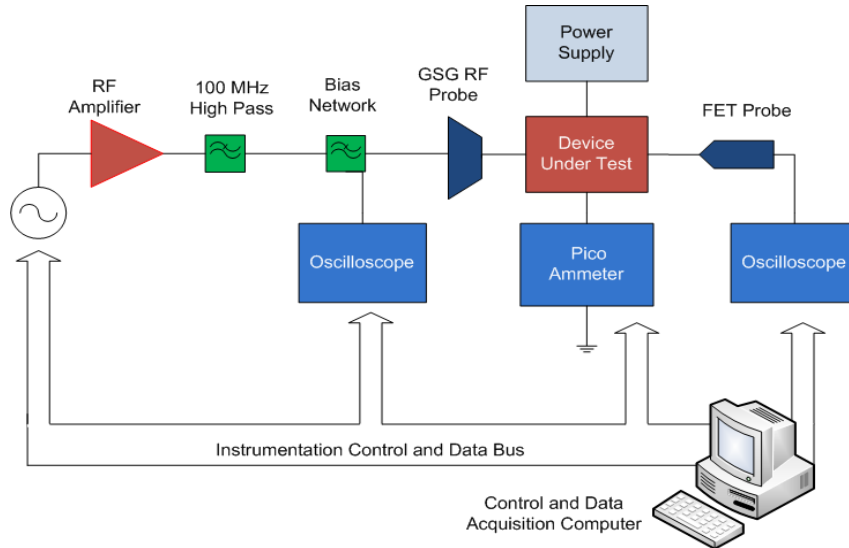 Power
Supply
RF
Amplifier
100 MHz
High Pass
Bias
Network
GSG RF
Probe
Device
Under Test
FET Probe
Oscilloscope
Pico
Ammeter
Oscilloscope
Instrumentation Control and Data Bus
Control and Data
Acquisition Computer